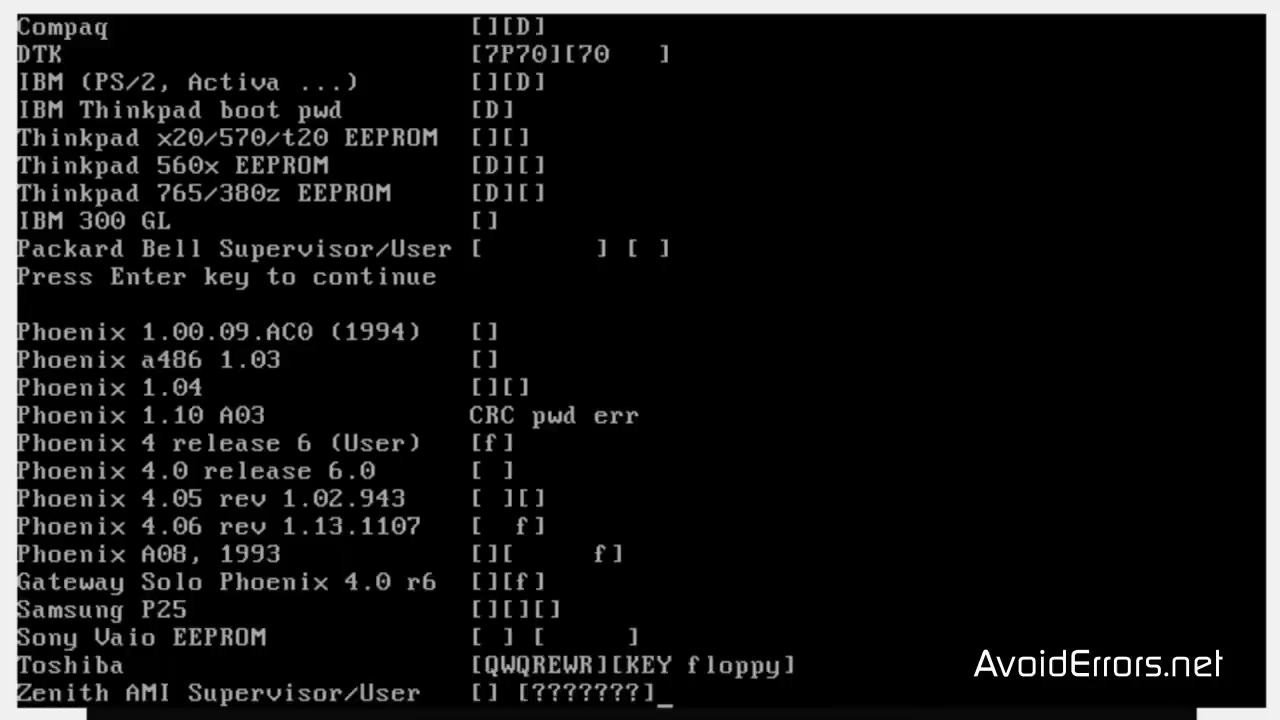 Compaq [][D]
DTK [7P70][70   ]
IBM (PS/2, Activa ...) [][D]
IBM Thinkpad boot pwd [D]
Thinkpad x20/570/t20 EEPROM [][]
Thinkpad 560x EEPROM [D][]
Thinkpad 765/380z EEPROM [D][]
IBM 300 GL []
Packard Bell Supervisor/User [       ] [ ]
Press Enter key to continue
Phoenix 1.00.09.AC0 (1994) []
Phoenix a486 1.03 []
Phoenix 1.04 [][]
Phoenix 1.10 A03 CRC pwd err
Phoenix 4 release 6 (User) [f]
Phoenix 4.0 release 6.0 [ ]
Phoenix 4.05 rev 1.02.943 [ ][]
Phoenix 4.06 rev 1.13.1107 [  f]
Phoenix A08, 1993 [][     f]
Gateway Solo Phoenix 4.0 r6 [][f]
Samsung P25 [][][]
Sony Vaio EEPROM [ ] [     ]
Toshiba [QWQREWR][KEY floppy]
Zenith AMI Supervisor/User [] [???????]_
AvoidErrors.net